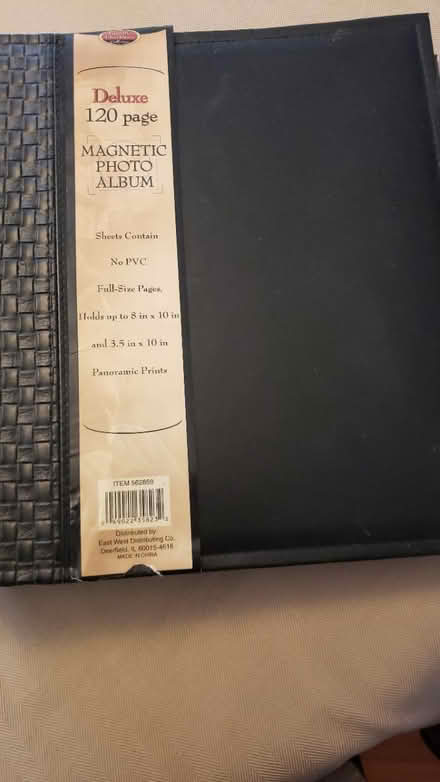 Deluxe
120 page
MAGNETIC
PHOTO
ALBUM
Sheets Contain
No PVC
Full-Size Pages,
Holds up to 8 in x 10 in
and 3.5 in x 10 in
Panoramic Prints
ITEM 562859
Distributed by
East West Distributing Co.
Deerfield, IL 60015-4616
MADE IN CHINA